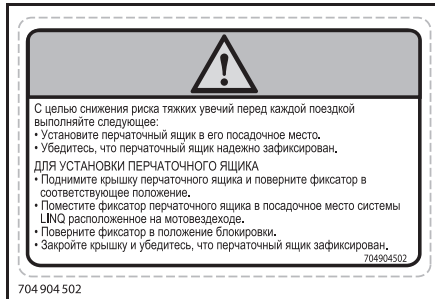 С целью снижения риска тяжких увечий перед каждой поездкой
выполняйте следующее:
• Установите перчаточный ящик в его посадочное место.
• Убедитесь, что перчаточный ящик надежно зафиксирован.
ДЛЯ УСТАНОВКИ ПЕРЧАТОЧНОГО ЯЩИКА
• Поднимите крышку перчаточного ящика и поверните фиксатор в
соответствующее положение.
• Поместите фиксатор перчаточного ящика в посадочное место системы
LINQ расположенное на мотовездеходе.
• Поверните фиксатор в положение блокировки.
• Закройте крышку и убедитесь, что перчаточный ящик зафиксирован.
704904502
704 904 502